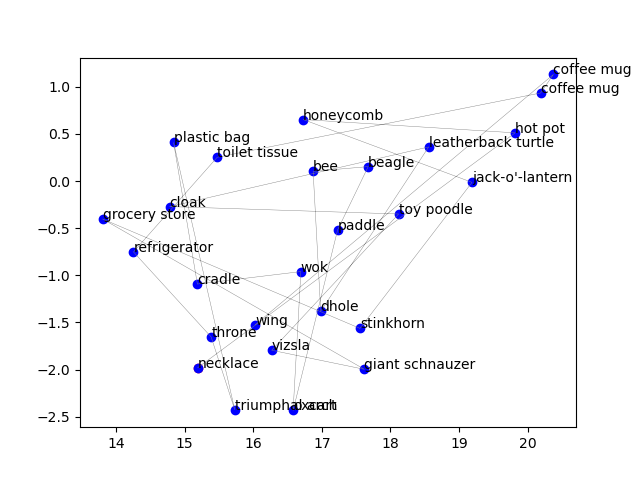 coffee mug
coffee mug
honeycomb
hot pot
plastic bag
leatherback turtle
toilet tissue
bee
beagle
jack-o'-lantern
cloak
toy poodle
grocery store
paddle
refrigerator
wok
cradle
dhole
wing
stinkhorn
throne
vizsla
necklace
giant schnauzer
triumphal arch
oxcart
1.0
0.5
0.0
−0.5
−1.0
−1.5
−2.0
−2.5
14 15 16 17 18 19 20